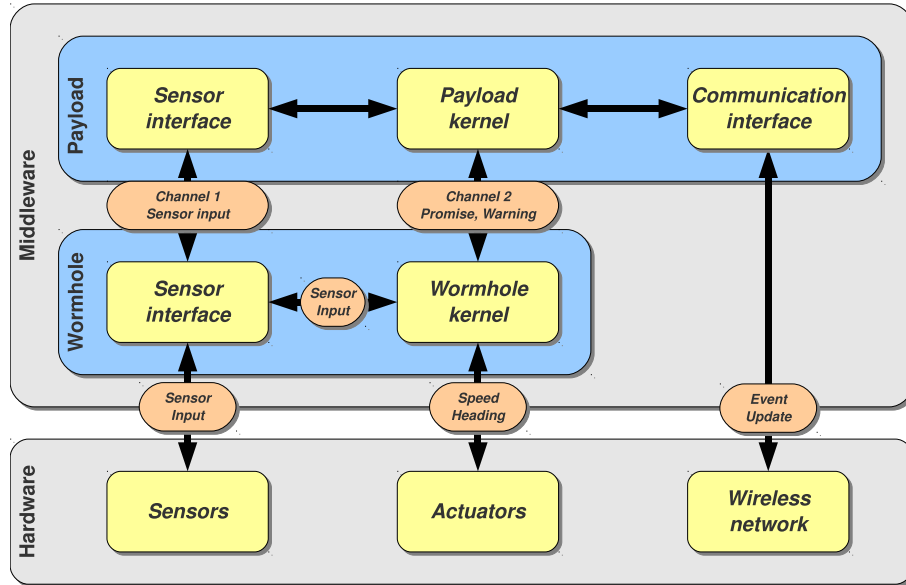 Middleware
Payload
Sensor
interface
Payload
kernel
Communication
interface
Channel 1
Sensor input
Channel 2
Promise, Warning
Wormhole
Sensor
interface
Sensor
Input
Wormhole
kernel
Sensor
Input
Speed
Heading
Event
Update
Hardware
Sensors
Actuators
Wireless
network